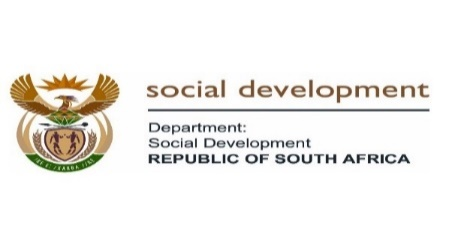 social development
Department:
Social Development
REPUBLIC OF SOUTH AFRICA